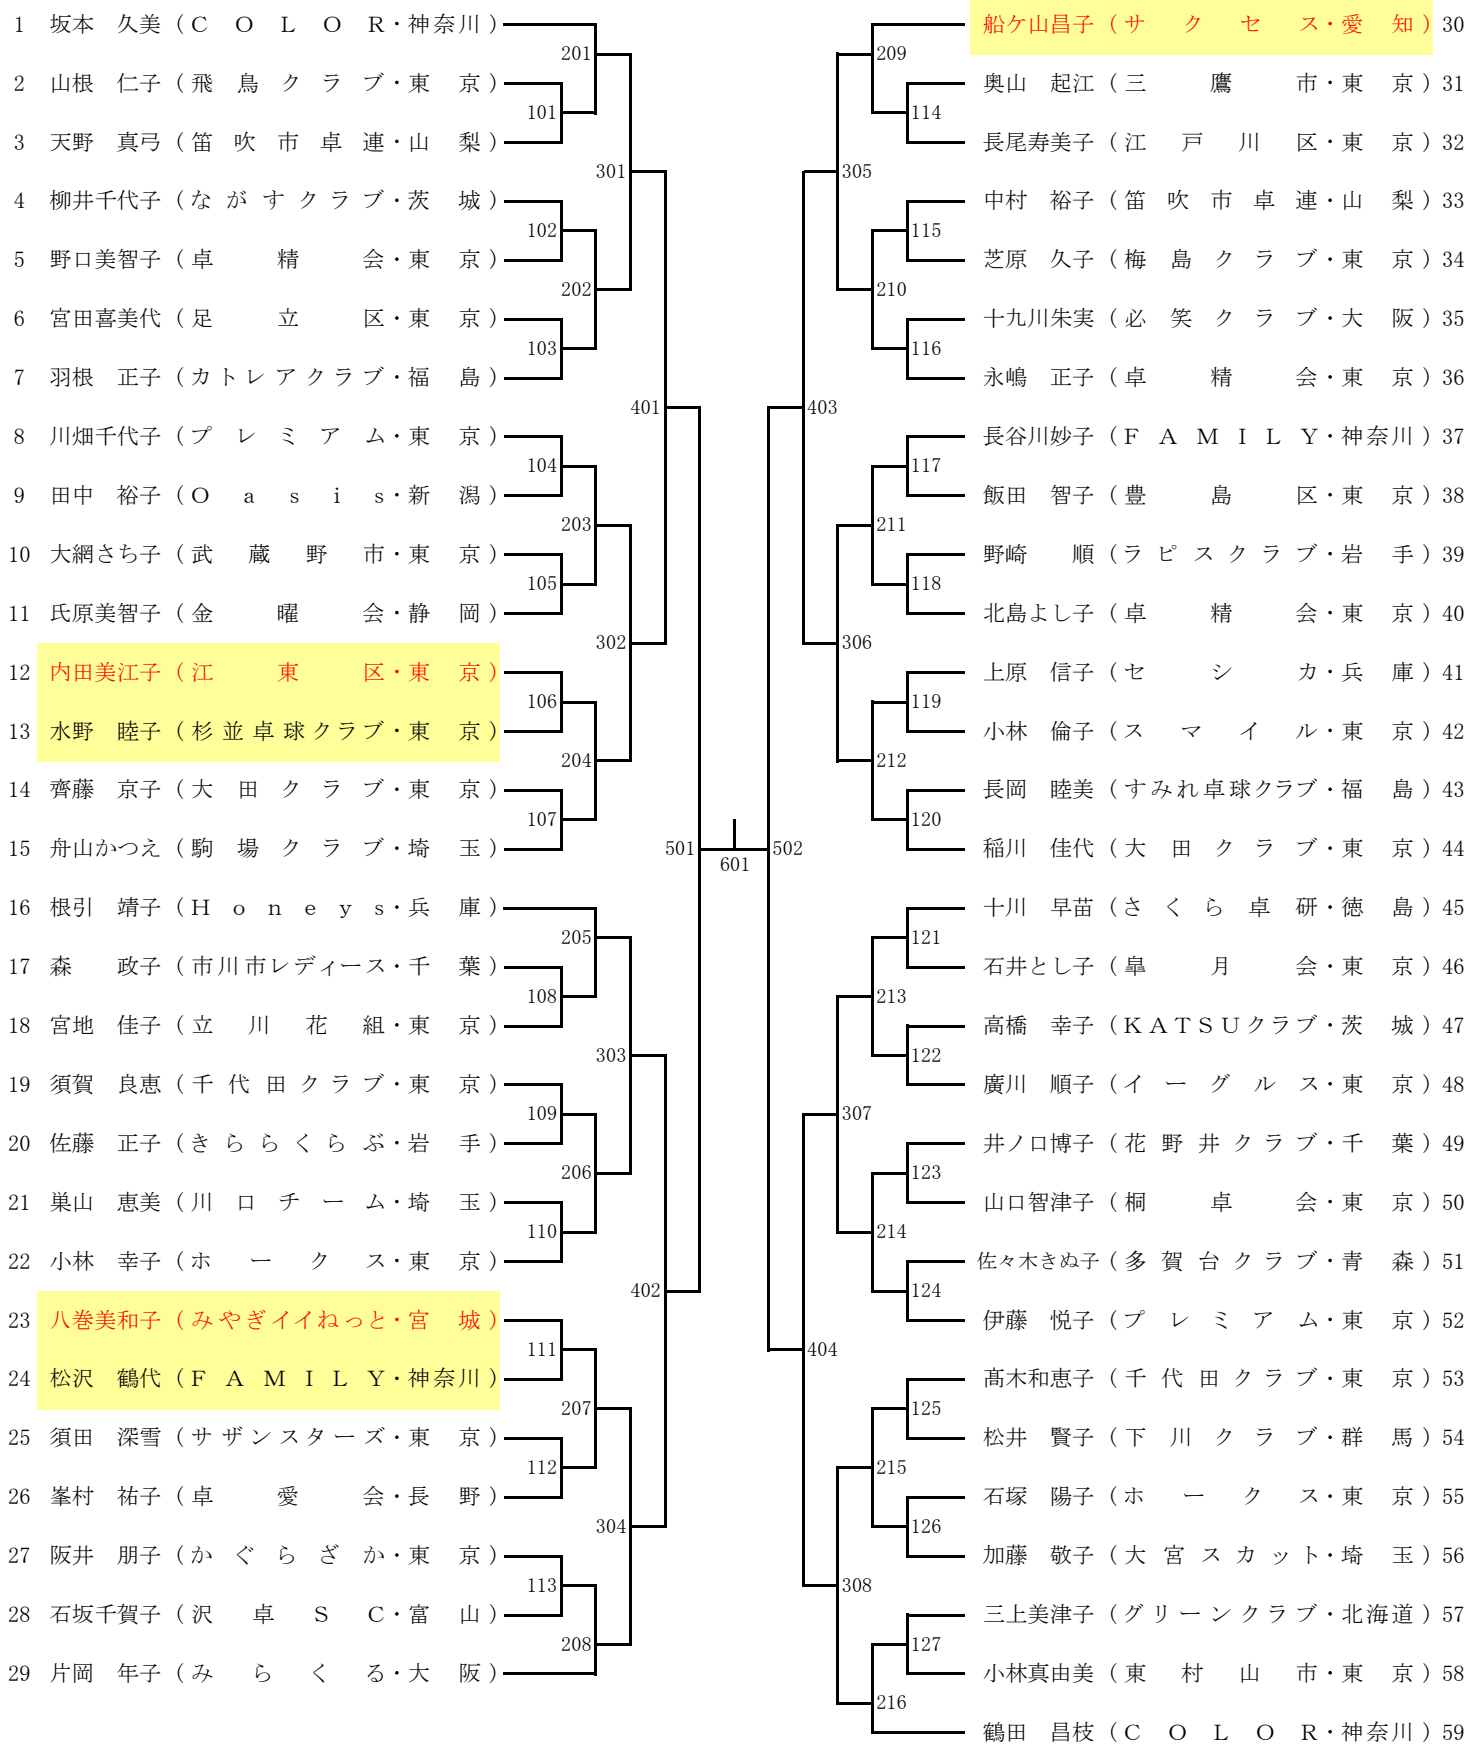 1 坂本 久美 (ＣＯＬＯＲ・神奈川)
2 山根 仁子 (飛鳥クラブ・東京)
3 天野 真弓 (笛吹市卓連・山梨)
4 柳井千代子 (ながすクラブ・茨城)
5 野口美智子 (卓精会・東京)
6 宮田喜美代 (足立区・東京)
7 羽根 正子 (カトレアクラブ・福島)
8 川畑千代子 (プレミアム・東京)
9 田中 裕子 (Ｏａｓｉｓ・新潟)
10 大網さち子 (武蔵野市・東京)
11 氏原美智子 (金曜会・静岡)
12 内田美江子 (江東区・東京)
13 水野 睦子 (杉並卓球クラブ・東京)
14 齊藤 京子 (大田クラブ・東京)
15 舟山かつえ (駒場クラブ・埼玉)
16 根引 靖子 (Ｈｏｎｅｙｓ・兵庫)
17 森 政子 (市川市レディース・千葉)
18 宮地 佳子 (立川花組・東京)
19 須賀 良恵 (千代田クラブ・東京)
20 佐藤 正子 (きららくらぶ・岩手)
21 巣山 恵美 (川口チーム・埼玉)
22 小林 幸子 (ホークス・東京)
23 八巻美和子 (みやぎイイねっと・宮城)
24 松沢 鶴代 (ＦＡＭＩＬＹ・神奈川)
25 須田 深雪 (サザンスターズ・東京)
26 峯村 祐子 (卓愛会・長野)
27 阪井 朋子 (かぐらざか・東京)
28 石坂千賀子 (沢卓ＳＣ・富山)
29 片岡 年子 (みらくる・大阪)
201
101
301
102
202
103
401
104
203
105
302
106
204
107
501
205
108
303
109
206
110
402
111
207
112
304
113
208
601
209
114
305
115
210
116
403
117
211
118
306
119
212
120
502
121
213
122
307
123
214
124
404
125
215
126
308
127
216
船ケ山昌子 (サクセス・愛知) 30
奥山 起江 (三鷹市・東京) 31
長尾寿美子 (江戸川区・東京) 32
中村 裕子 (笛吹市卓連・山梨) 33
芝原 久子 (梅島クラブ・東京) 34
十九川朱実 (必笑クラブ・大阪) 35
永嶋 正子 (卓精会・東京) 36
長谷川妙子 (ＦＡＭＩＬＹ・神奈川) 37
飯田 智子 (豊島区・東京) 38
野崎 順 (ラピスクラブ・岩手) 39
北島よし子 (卓精会・東京) 40
上原 信子 (セシカ・兵庫) 41
小林 倫子 (スマイル・東京) 42
長岡 睦美 (すみれ卓球クラブ・福島) 43
稲川 佳代 (大田クラブ・東京) 44
十川 早苗 (さくら卓研・徳島) 45
石井とし子 (皐月会・東京) 46
高橋 幸子 (ＫＡＴＳＵクラブ・茨城) 47
廣川 順子 (イーグルス・東京) 48
井ノ口博子 (花野井クラブ・千葉) 49
山口智津子 (桐卓会・東京) 50
佐々木きぬ子 (多賀台クラブ・青森) 51
伊藤 悦子 (プレミアム・東京) 52
髙木和恵子 (千代田クラブ・東京) 53
松井 賢子 (下川クラブ・群馬) 54
石塚 陽子 (ホークス・東京) 55
加藤 敬子 (大宮スカット・埼玉) 56
三上美津子 (グリーンクラブ・北海道) 57
小林真由美 (東村山市・東京) 58
鶴田 昌枝 (ＣＯＬＯＲ・神奈川) 59